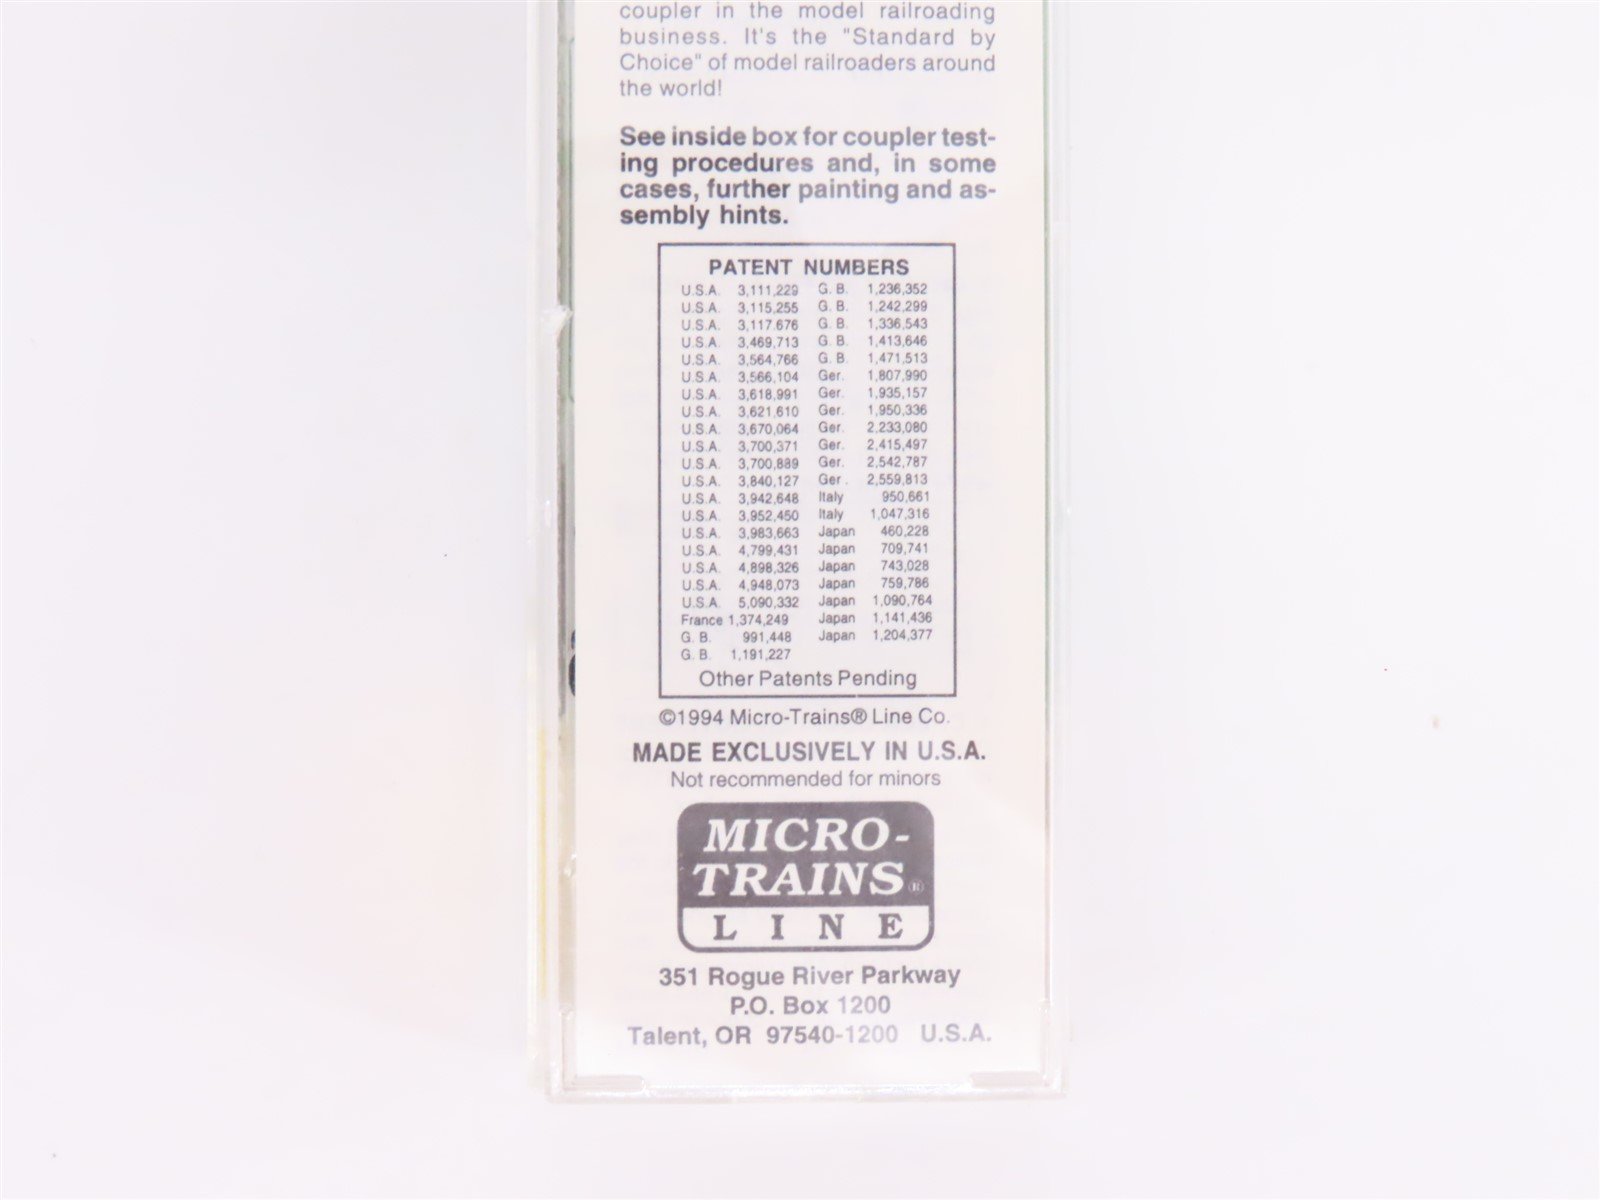 coupler in the model railroading
business. It's the "Standard by
Choice" of model railroaders around
the world!
See inside box for coupler test-
ing procedures and, in some
cases, further painting and as-
sembly hints.
PATENT NUMBERS
U.S.A. 3,111,229 G. B. 1,236,352
U.S.A. 3,115,255 G. B. 1,242,299
U.S.A. 3,117,676 G. B. 1,336,543
U.S.A. 3,469,713 G. B. 1,413,646
U.S.A. 3,564,766 G. B. 1,471,513
U.S.A. 3,566,104 Ger. 1,807,990
U.S.A. 3,618,991 Ger. 1,935,157
U.S.A. 3,621,610 Ger. 1,950,336
U.S.A. 3,670,064 Ger. 2,233,080
U.S.A. 3,700,371 Ger. 2,415,497
U.S.A. 3,700,889 Ger. 2,542,787
U.S.A. 3,840,127 Ger. 2,559,813
U.S.A. 3,942,648 Italy 950,661
U.S.A. 3,952,450 Italy 1,047,316
U.S.A. 3,983,663 Japan 460,228
U.S.A. 4,799,431 Japan 709,741
U.S.A. 4,898,326 Japan 743,028
U.S.A. 4,948,073 Japan 759,786
U.S.A. 5,090,332 Japan 1,090,764
France 1,374,249 Japan 1,141,436
G. B. 991,448 Japan 1,204,377
G. B. 1,191,227
Other Patents Pending
©1994 Micro-Trains® Line Co.
MADE EXCLUSIVELY IN U.S.A.
Not recommended for minors
MICRO-
TRAINS®
LINE
351 Rogue River Parkway
P.O. Box 1200
Talent, OR 97540-1200 U.S.A.